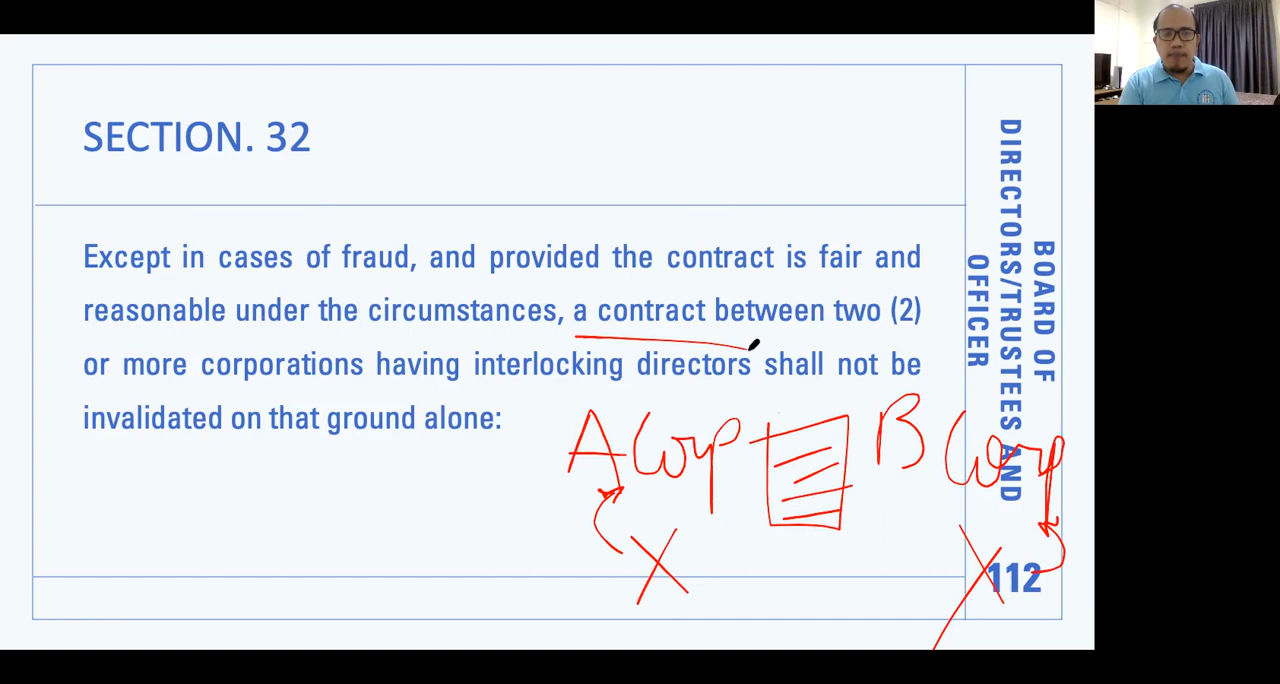 SECTION. 32
Except in cases of fraud, and provided the contract is fair and
reasonable under the circumstances, a contract between two (2)
or more corporations having interlocking directors shall not be
invalidated on that ground alone:
A Corp
B Corp
X
X
BOARD OF
DIRECTORS/TRUSTEES AND
OFFICER
112